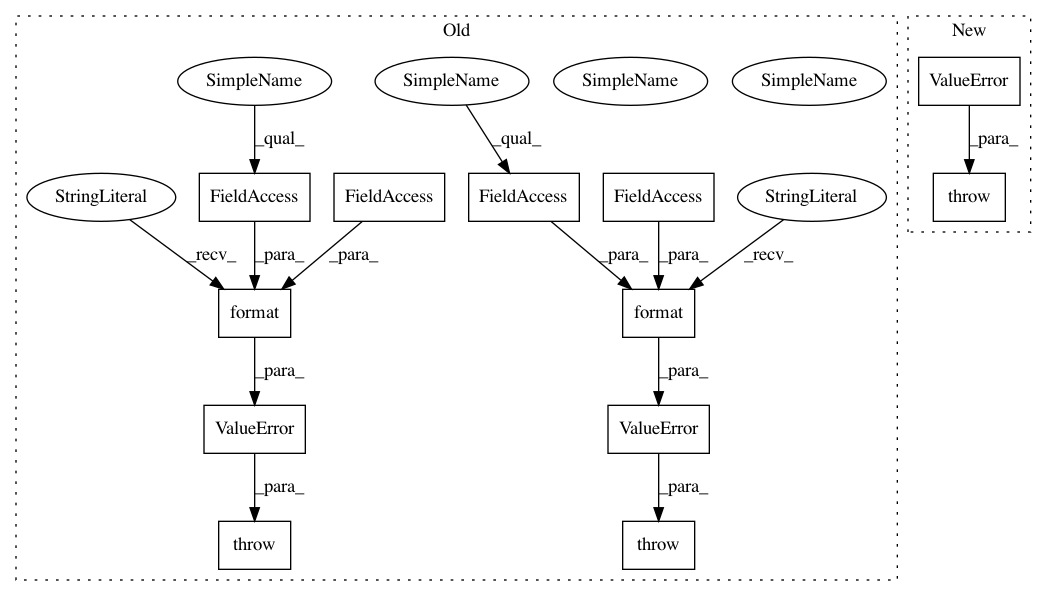 Old
New
SimpleName
SimpleName
SimpleName
SimpleName
ValueError
_qual_
_qual_
_para_
StringLiteral
FieldAccess
FieldAccess
FieldAccess
FieldAccess
StringLiteral
throw
_recv_
_para_
_para_
_para_
_para_
_recv_
format
format
_para_
_para_
ValueError
ValueError
_para_
_para_
throw
throw